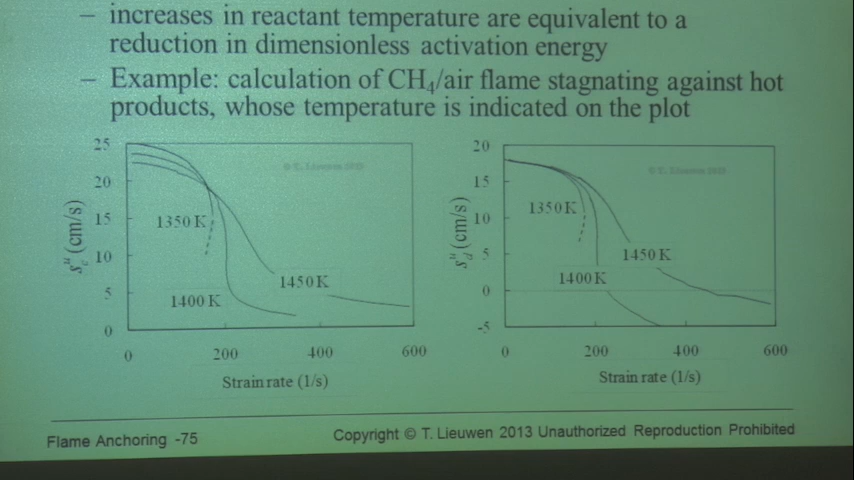 – increases in reactant temperature are equivalent to a
reduction in dimensionless activation energy
– Example: calculation of CH₄/air flame stagnating against hot
products, whose temperature is indicated on the plot
25
20
15
10
5
0
s_c^u (cm/s)
1350 K
1400 K
1450 K
0 200 400 600
Strain rate (1/s)
20
15
10
5
0
-5
s_d^u (cm/s)
1350 K
1450 K
1400 K
0 200 400 600
Strain rate (1/s)
Flame Anchoring -75
Copyright © T. Lieuwen 2013 Unauthorized Reproduction Prohibited